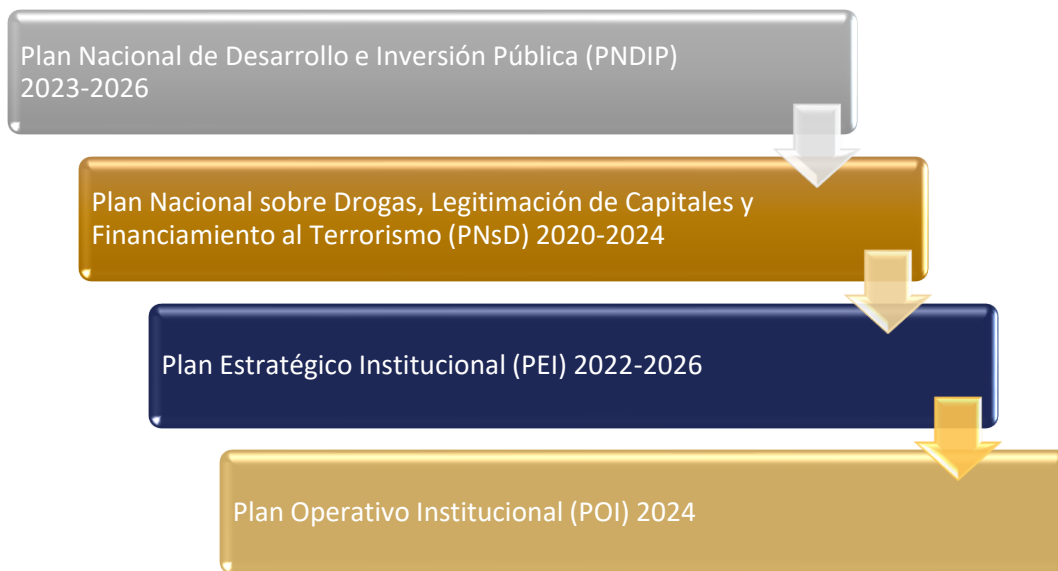 Plan Nacional de Desarrollo e Inversión Pública (PNDIP)
2023-2026
Plan Nacional sobre Drogas, Legitimación de Capitales y
Financiamiento al Terrorismo (PNsD) 2020-2024
Plan Estratégico Institucional (PEI) 2022-2026
Plan Operativo Institucional (POI) 2024